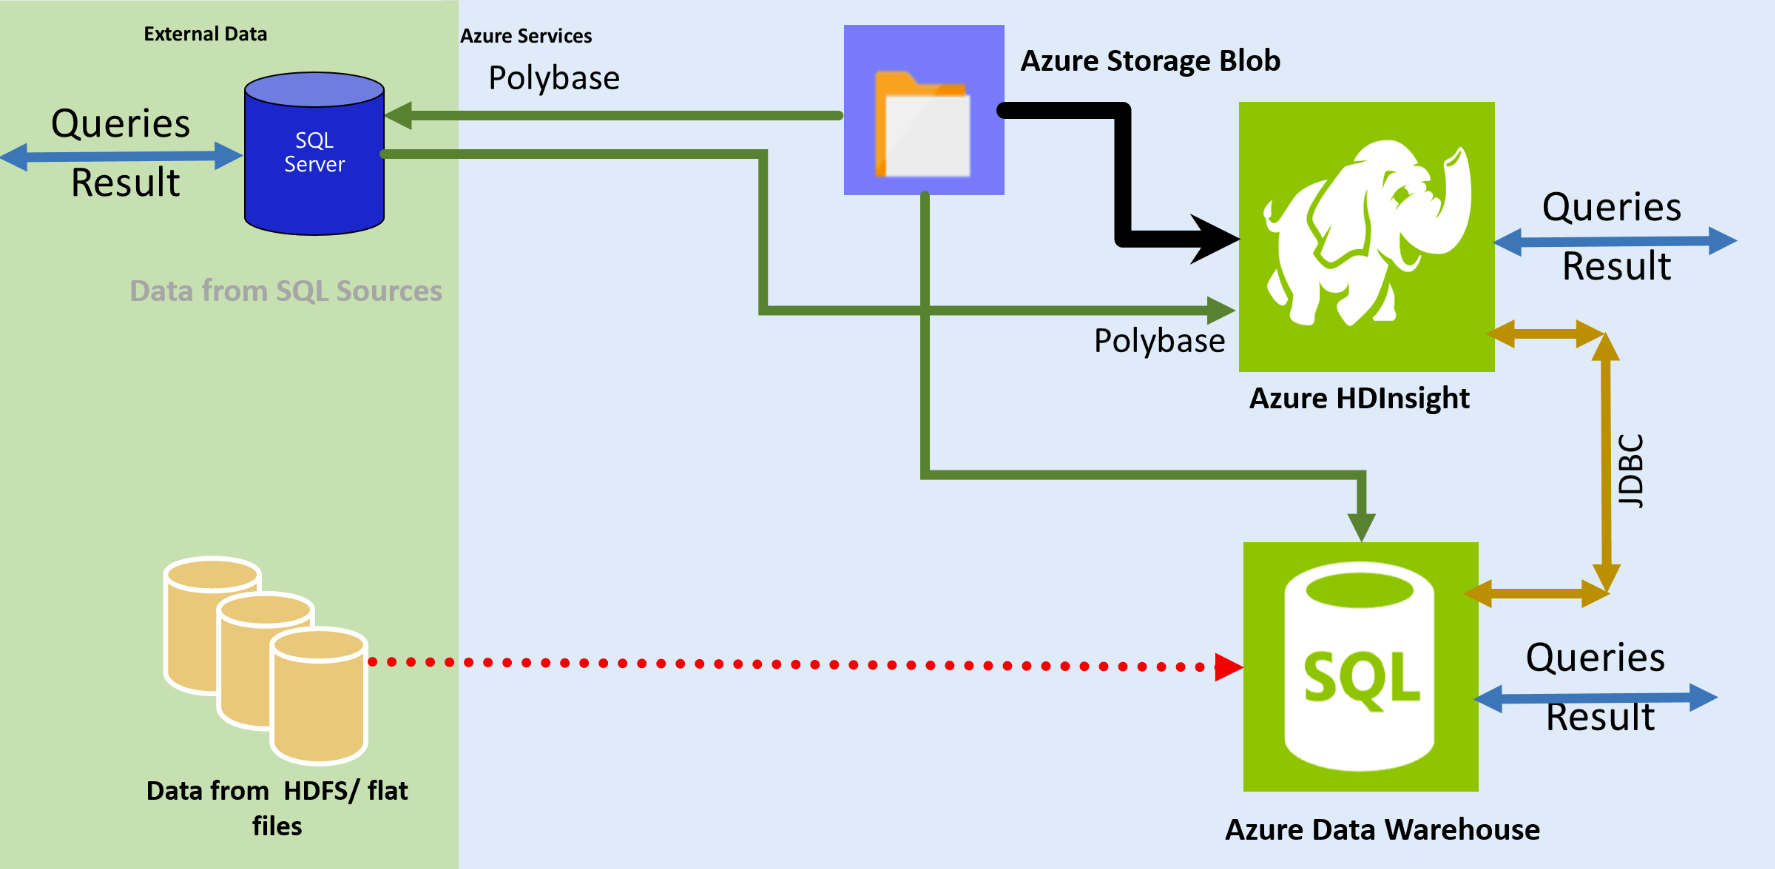 External Data
Azure Services
Polybase
Azure Storage Blob
Queries
Result
SQL
Server
Data from SQL Sources
Queries
Result
Polybase
Azure HDInsight
JDBC
SQL
Queries
Result
Data from HDFS/ flat
files
Azure Data Warehouse